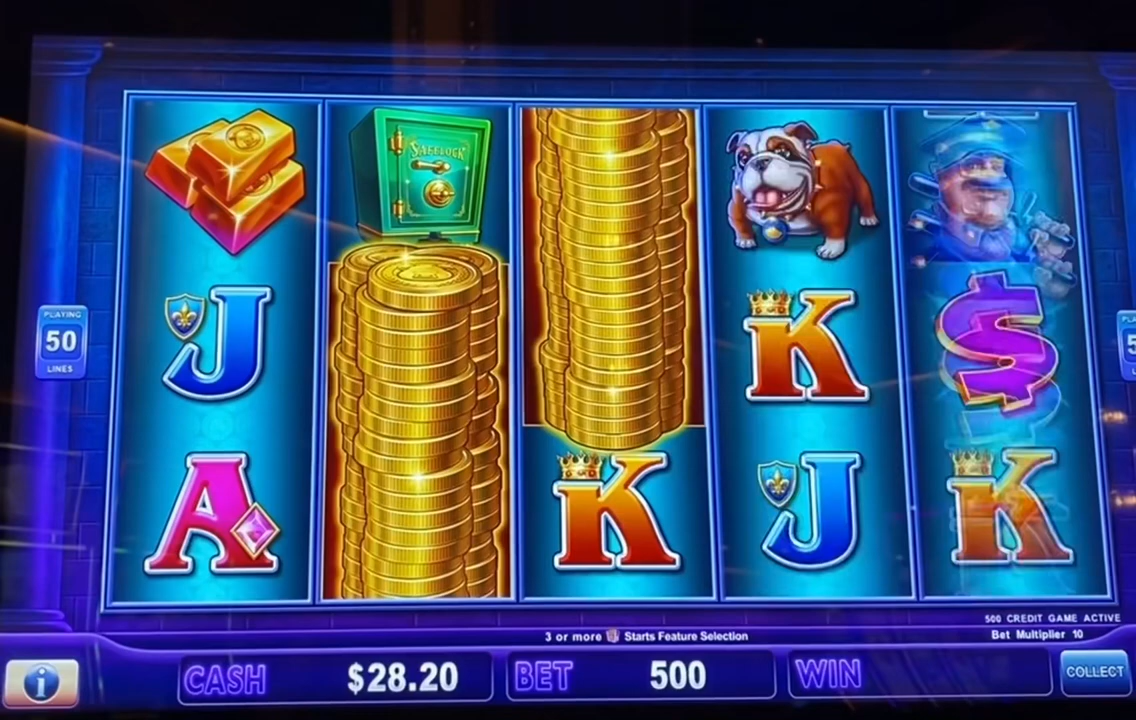 SAFELOCK
J
K
$
A
K
J
K
PLAYING
50
LINES
500 CREDIT GAME ACTIVE
3 or more Starts Feature Selection
Bet Multiplier 10
i
CASH $28.20
BET 500
WIN
COLLECT